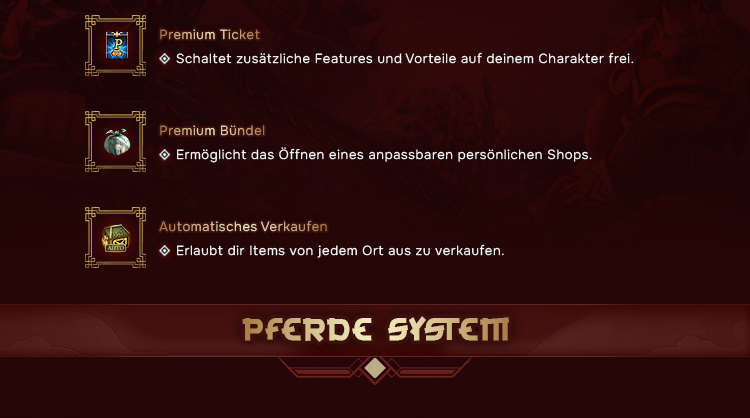 Premium Ticket
Schaltet zusätzliche Features und Vorteile auf deinem Charakter frei.
Premium Bündel
Ermöglicht das Öffnen eines anpassbaren persönlichen Shops.
Automatisches Verkaufen
Erlaubt dir Items von jedem Ort aus zu verkaufen.
AUTO
PFERDE SYSTEM